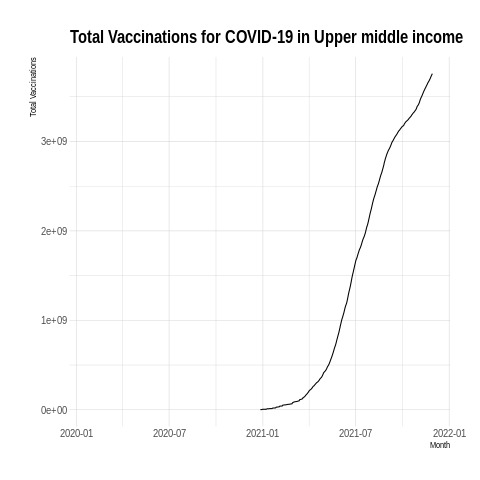 Total Vaccinations for COVID-19 in Upper middle income
Total Vaccinations
3e+09
2e+09
1e+09
0e+00
2020-01 2020-07 2021-01 2021-07 2022-01
Month